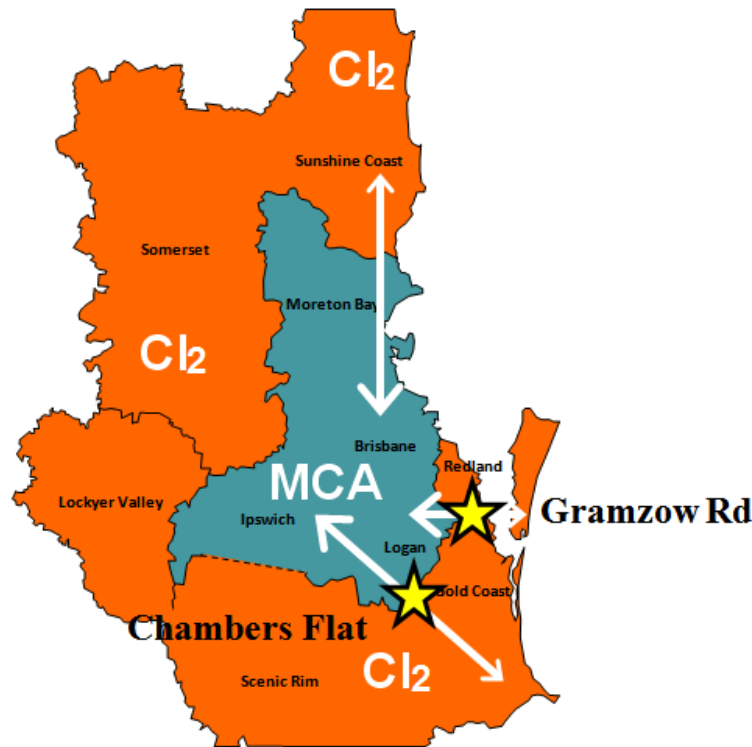 Cl2
Sunshine Coast
Somerset
Moreton Bay
Cl2
Brisbane
Redland
Lockyer Valley
MCA
Ipswich
Gramzow Rd
Logan
Gold Coast
Chambers Flat
Scenic Rim
Cl2